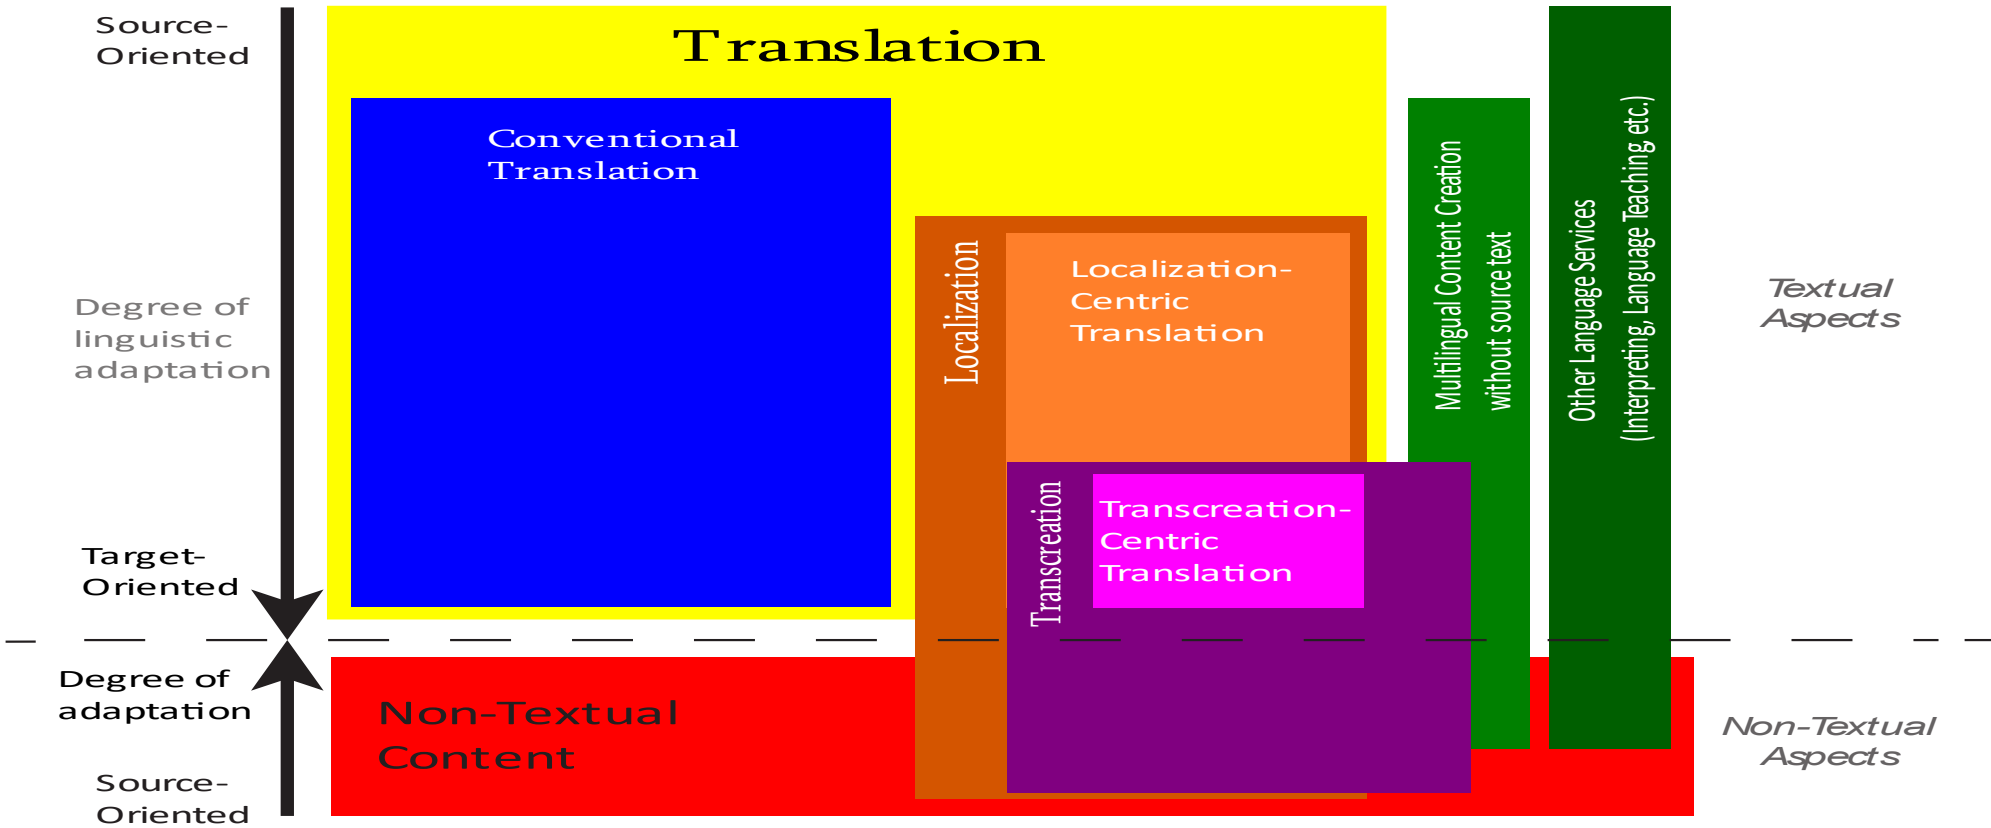 Source-
Oriented
Translation
Conventional
Translation
Degree of
linguistic
adaptation
Localization
Localization-
Centric
Translation
Multilingual Content Creation
without source text
Other Language Services
(Interpreting, Language Teaching, etc.)
Textual
Aspects
Target-
Oriented
Transcreation
Transcreation-
Centric
Translation
Degree of
adaptation
Non-Textual
Content
Non-Textual
Aspects
Source-
Oriented